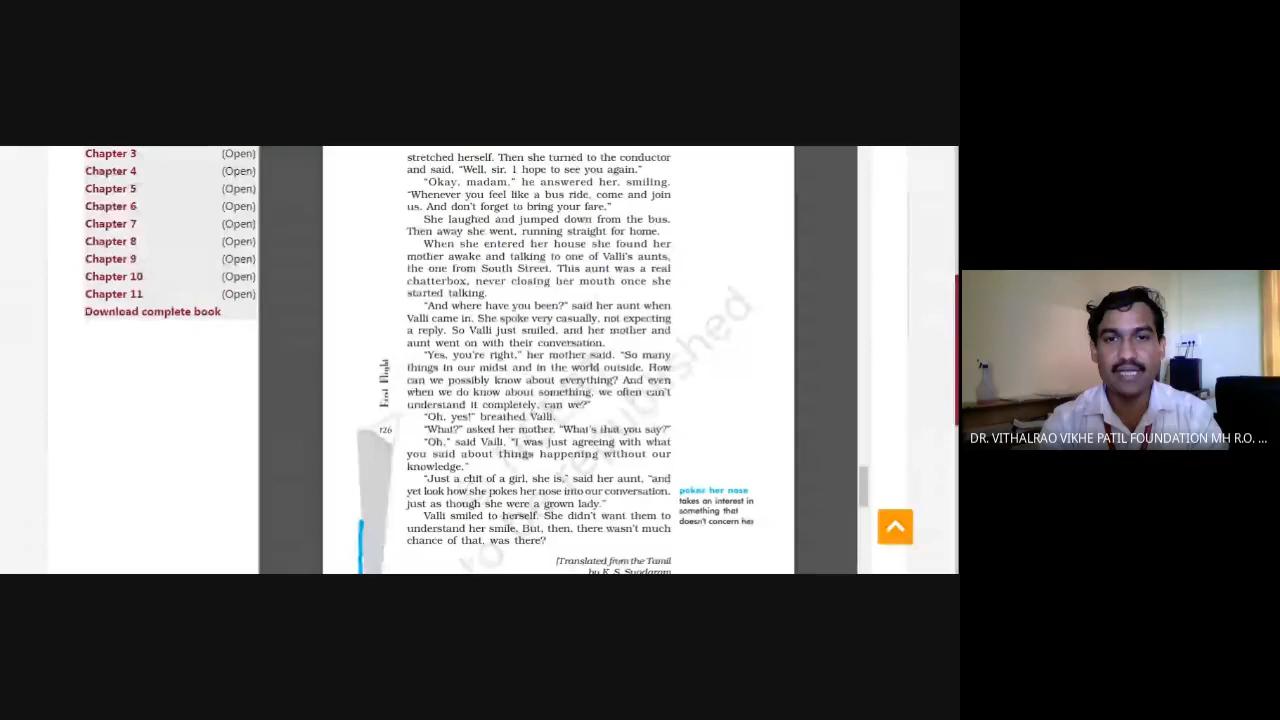 Chapter 3 (Open)
Chapter 4 (Open)
Chapter 5 (Open)
Chapter 6 (Open)
Chapter 7 (Open)
Chapter 8 (Open)
Chapter 9 (Open)
Chapter 10 (Open)
Chapter 11 (Open)
Download complete book
stretched herself. Then she turned to the conductor
and said, “Well, sir, I hope to see you again.”
“Okay, madam,” he answered her, smiling.
“Whenever you feel like a bus ride, come and join
us. And don't forget to bring your fare.”
She laughed and jumped down from the bus.
Then away she went, running straight for home.
When she entered her house she found her
mother awake and talking to one of Valli's aunts,
the one from South Street. This aunt was a real
chatterbox, never closing her mouth once she
started talking.
“And where have you been?” said her aunt when
Valli came in. She spoke very casually, not expecting
a reply. So Valli just smiled, and her mother and
aunt went on with their conversation.
“Yes, you're right,” her mother said. “So many
things in our midst and in the world outside. How
can we possibly know about everything? And even
when we do know about something, we often can't
understand it completely, can we?”
“Oh, yes!” breathed Valli.
“What?” asked her mother. “What's that you say?”
“Oh,” said Valli, “I was just agreeing with what
you said about things happening without our
knowledge.”
“Just a chit of a girl, she is,” said her aunt, “and
yet look how she pokes her nose into our conversation,
just as though she were a grown lady.”
Valli smiled to herself. She didn't want them to
understand her smile. But, then, there wasn't much
chance of that, was there?
[Translated from the Tamil
by K. S. Sundaram
First Flight
126
pokes her nose
takes an interest in
something that
doesn't concern her
republished
DR. VITHALRAO VIKHE PATIL FOUNDATION MH R.O. ...